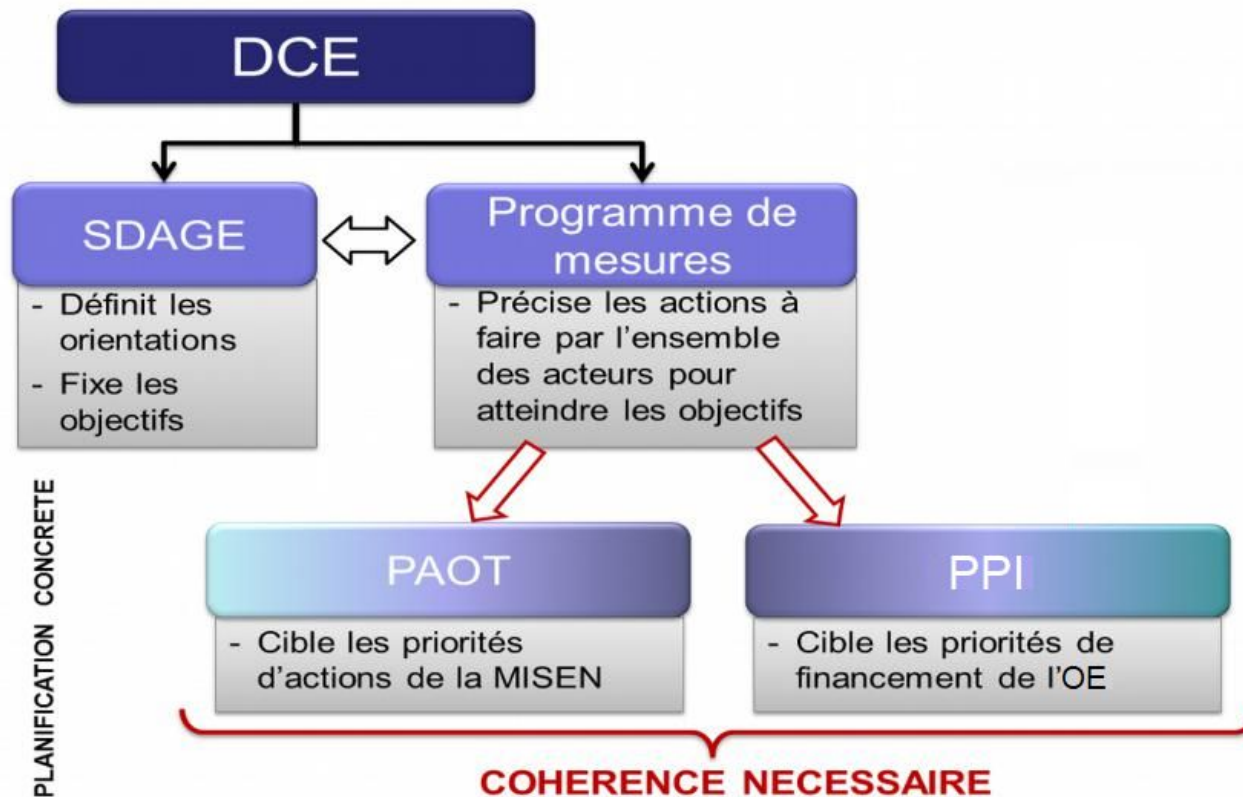 DCE
SDAGE
- Définit les
orientations
- Fixe les
objectifs
Programme de
mesures
- Précise les actions à
faire par l'ensemble
des acteurs pour
atteindre les objectifs
PLANIFICATION CONCRETE
PAOT
- Cible les priorités
d'actions de la MISEN
PPI
- Cible les priorités de
financement de l'OE
COHERENCE NECESSAIRE